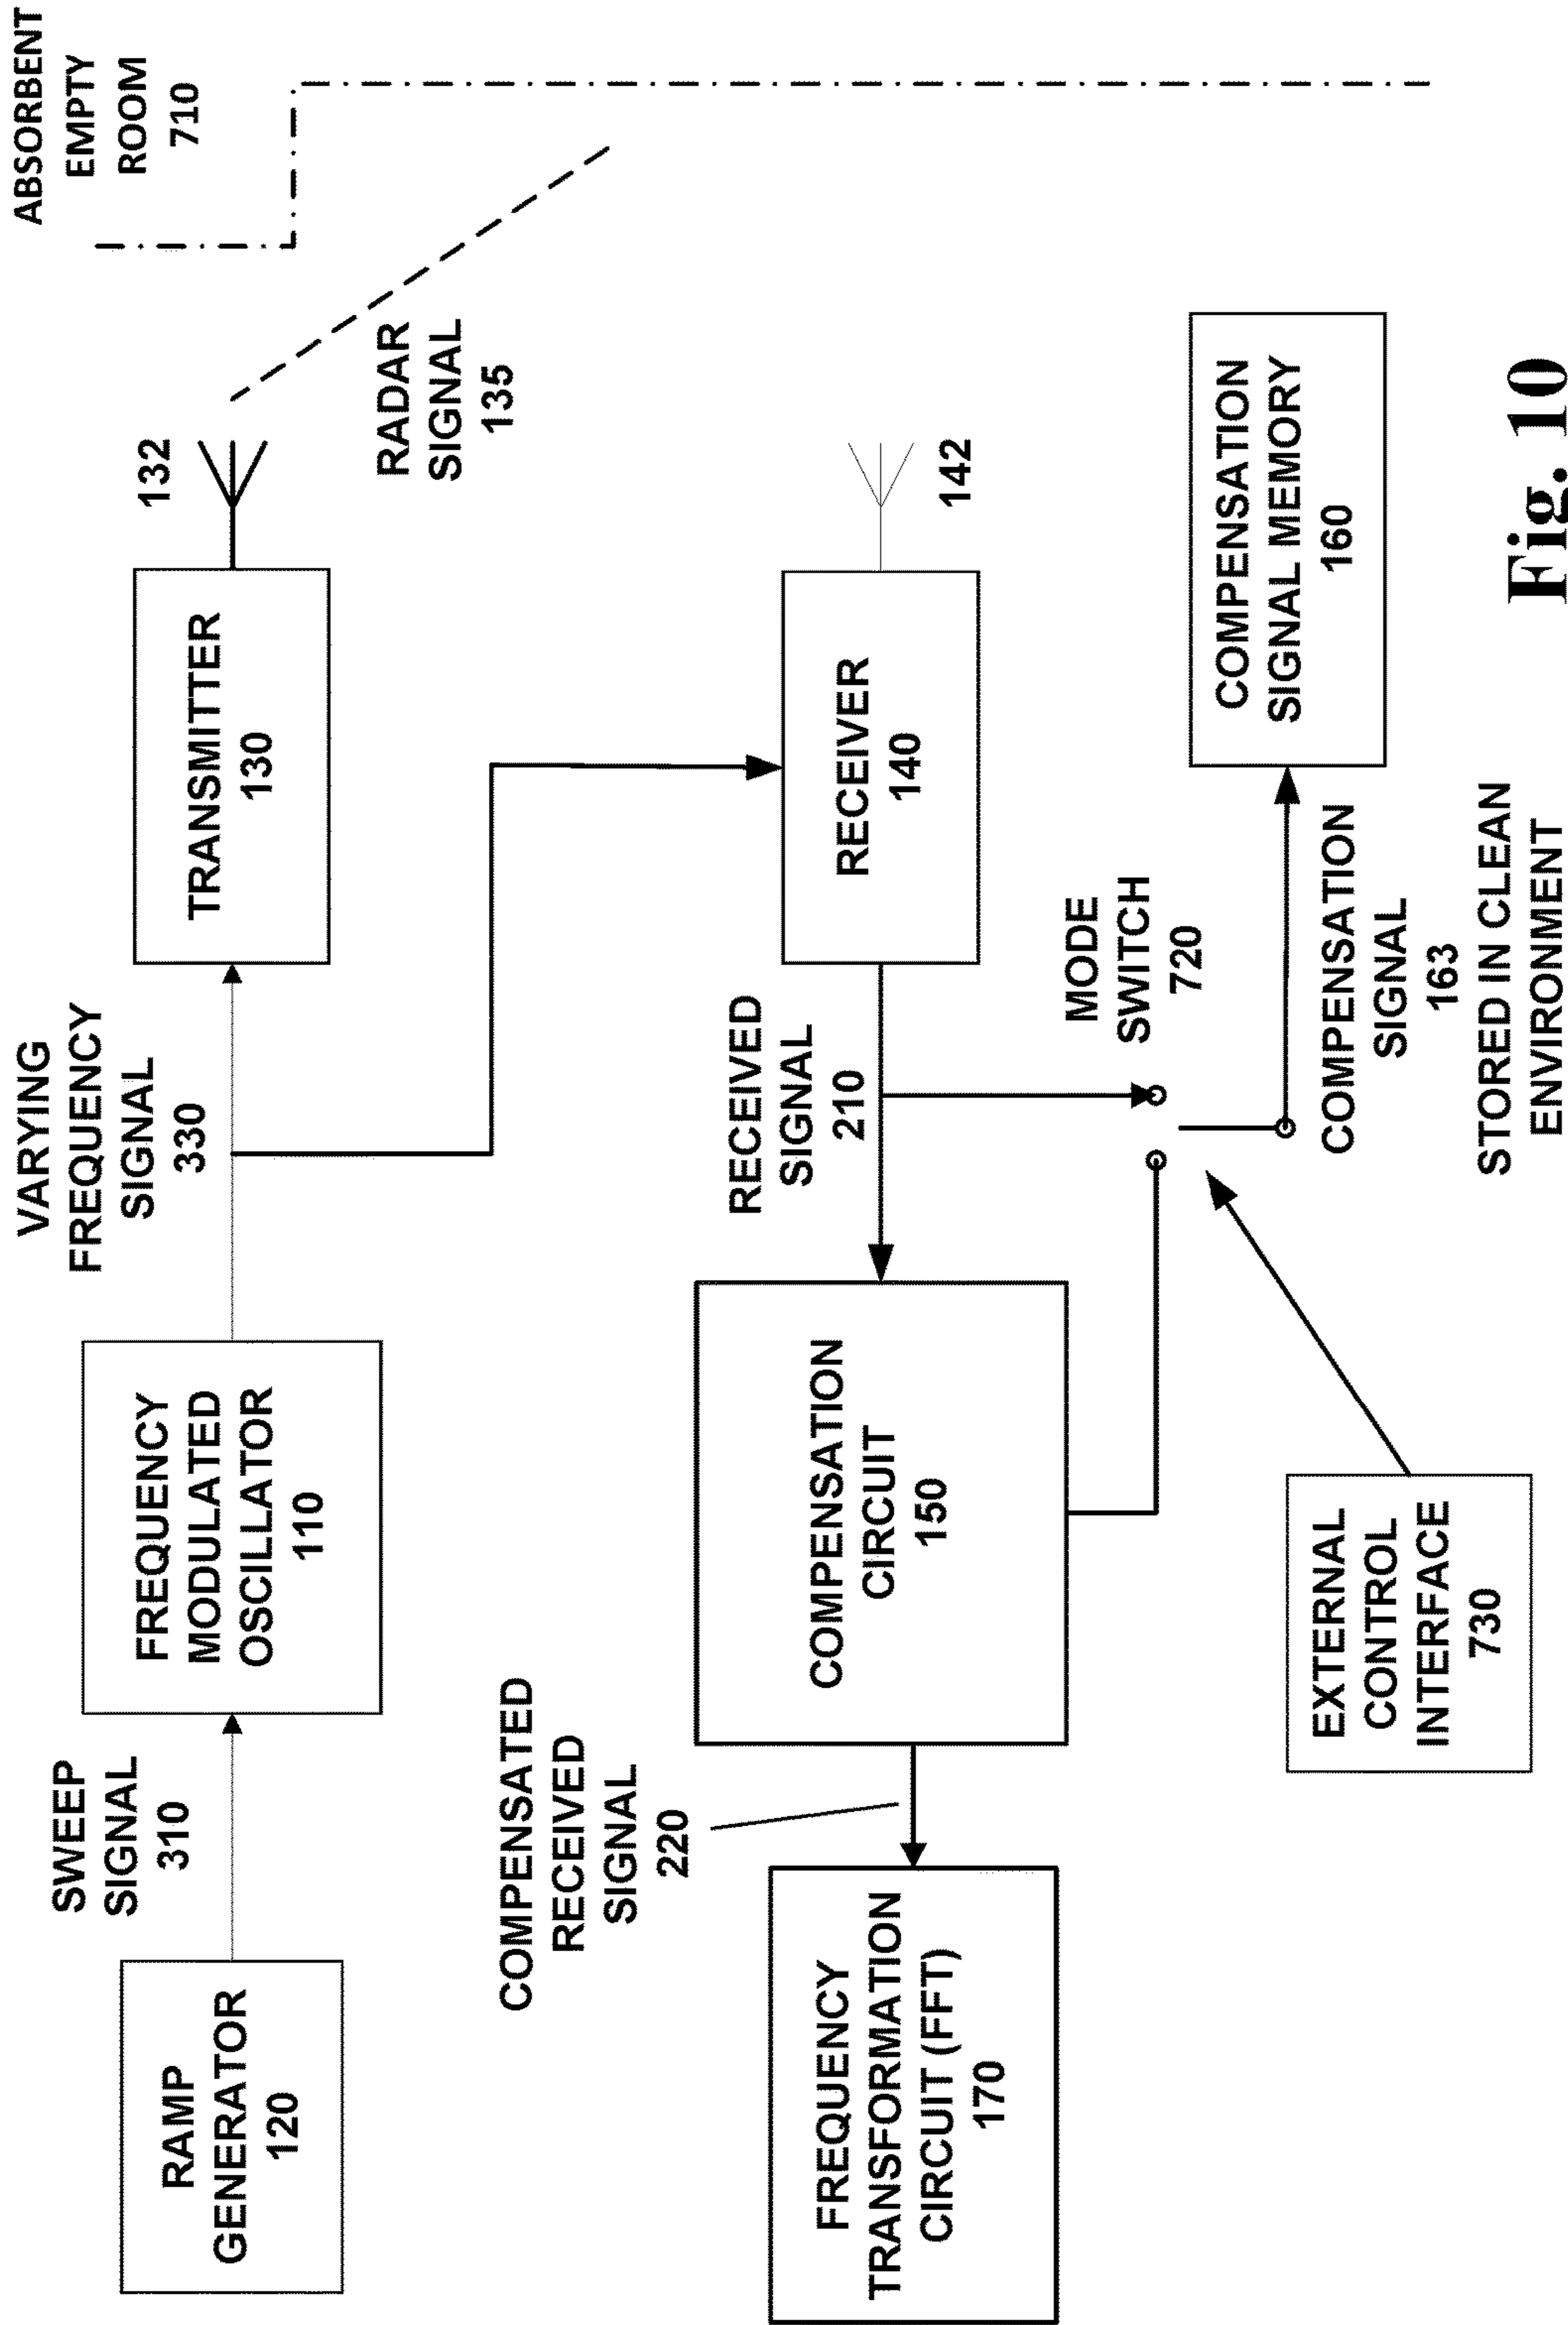 ABSORBENT
EMPTY
ROOM
710
SWEEP
SIGNAL
310
VARYING
FREQUENCY
SIGNAL
330
132
RAMP
GENERATOR
120
FREQUENCY
MODULATED
OSCILLATOR
110
TRANSMITTER
130
RADAR
SIGNAL
135
COMPENSATED
RECEIVED
SIGNAL
220
RECEIVED
SIGNAL
210
FREQUENCY
TRANSFORMATION
CIRCUIT (FFT)
170
COMPENSATION
CIRCUIT
150
RECEIVER
140
142
MODE
SWITCH
720
EXTERNAL
CONTROL
INTERFACE
730
COMPENSATION
SIGNAL MEMORY
160
COMPENSATION
SIGNAL
163
STORED IN CLEAN
ENVIRONMENT
Fig. 10